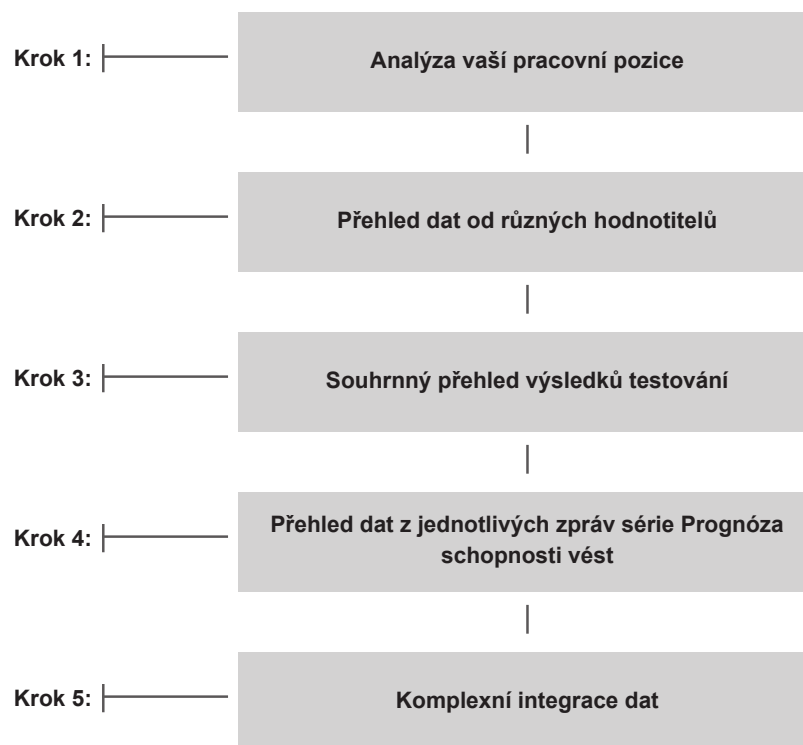 Krok 1:
Analýza vaší pracovní pozice
Krok 2:
Přehled dat od různých hodnotitelů
Krok 3:
Souhrnný přehled výsledků testování
Krok 4:
Přehled dat z jednotlivých zpráv série Prognóza
schopnosti vést
Krok 5:
Komplexní integrace dat